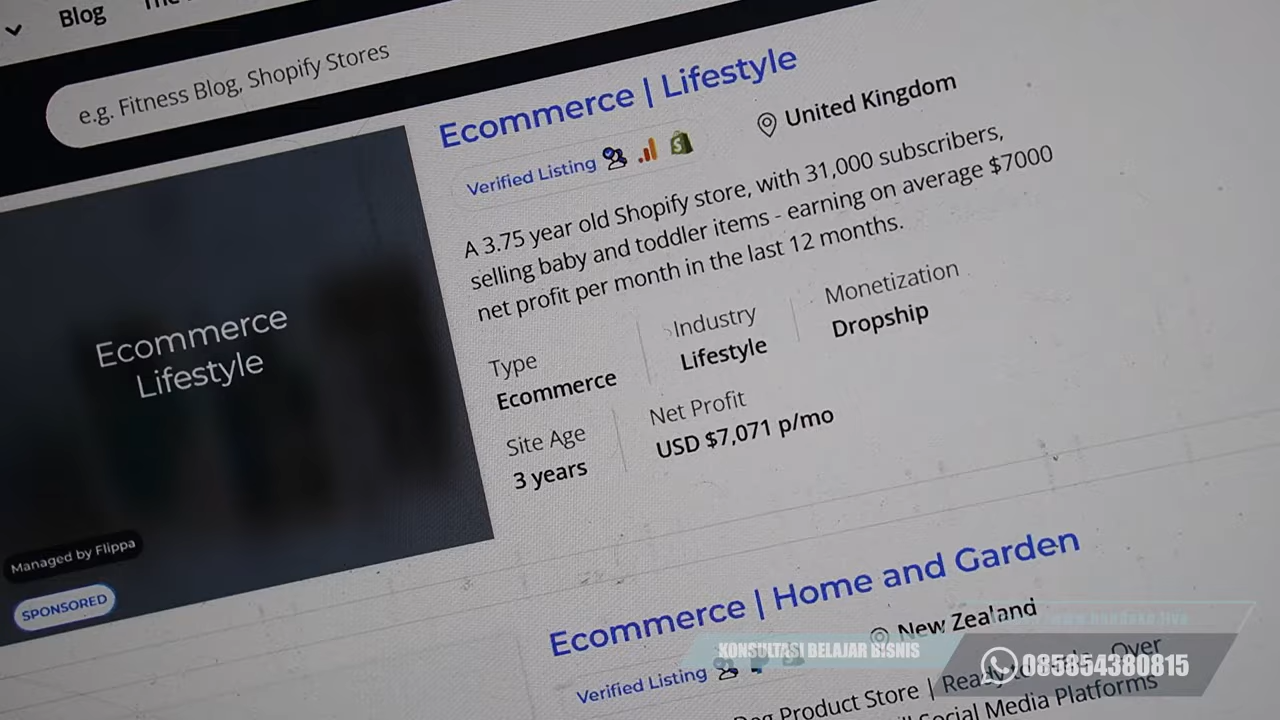 Blog
e.g. Fitness Blog, Shopify Stores
Ecommerce | Lifestyle
Verified Listing
United Kingdom
A 3.75 year old Shopify store, with 31,000 subscribers,
selling baby and toddler items - earning on average $7000
net profit per month in the last 12 months.
Type
Ecommerce
Industry
Lifestyle
Monetization
Dropship
Site Age
3 years
Net Profit
USD $7,071 p/mo
Ecommerce
Lifestyle
Managed by Flippa
SPONSORED
Ecommerce | Home and Garden
Verified Listing
New Zealand
Product Store | Over
Social Media Platforms
KONSULTASI BELAJAR BISNIS
085854380815